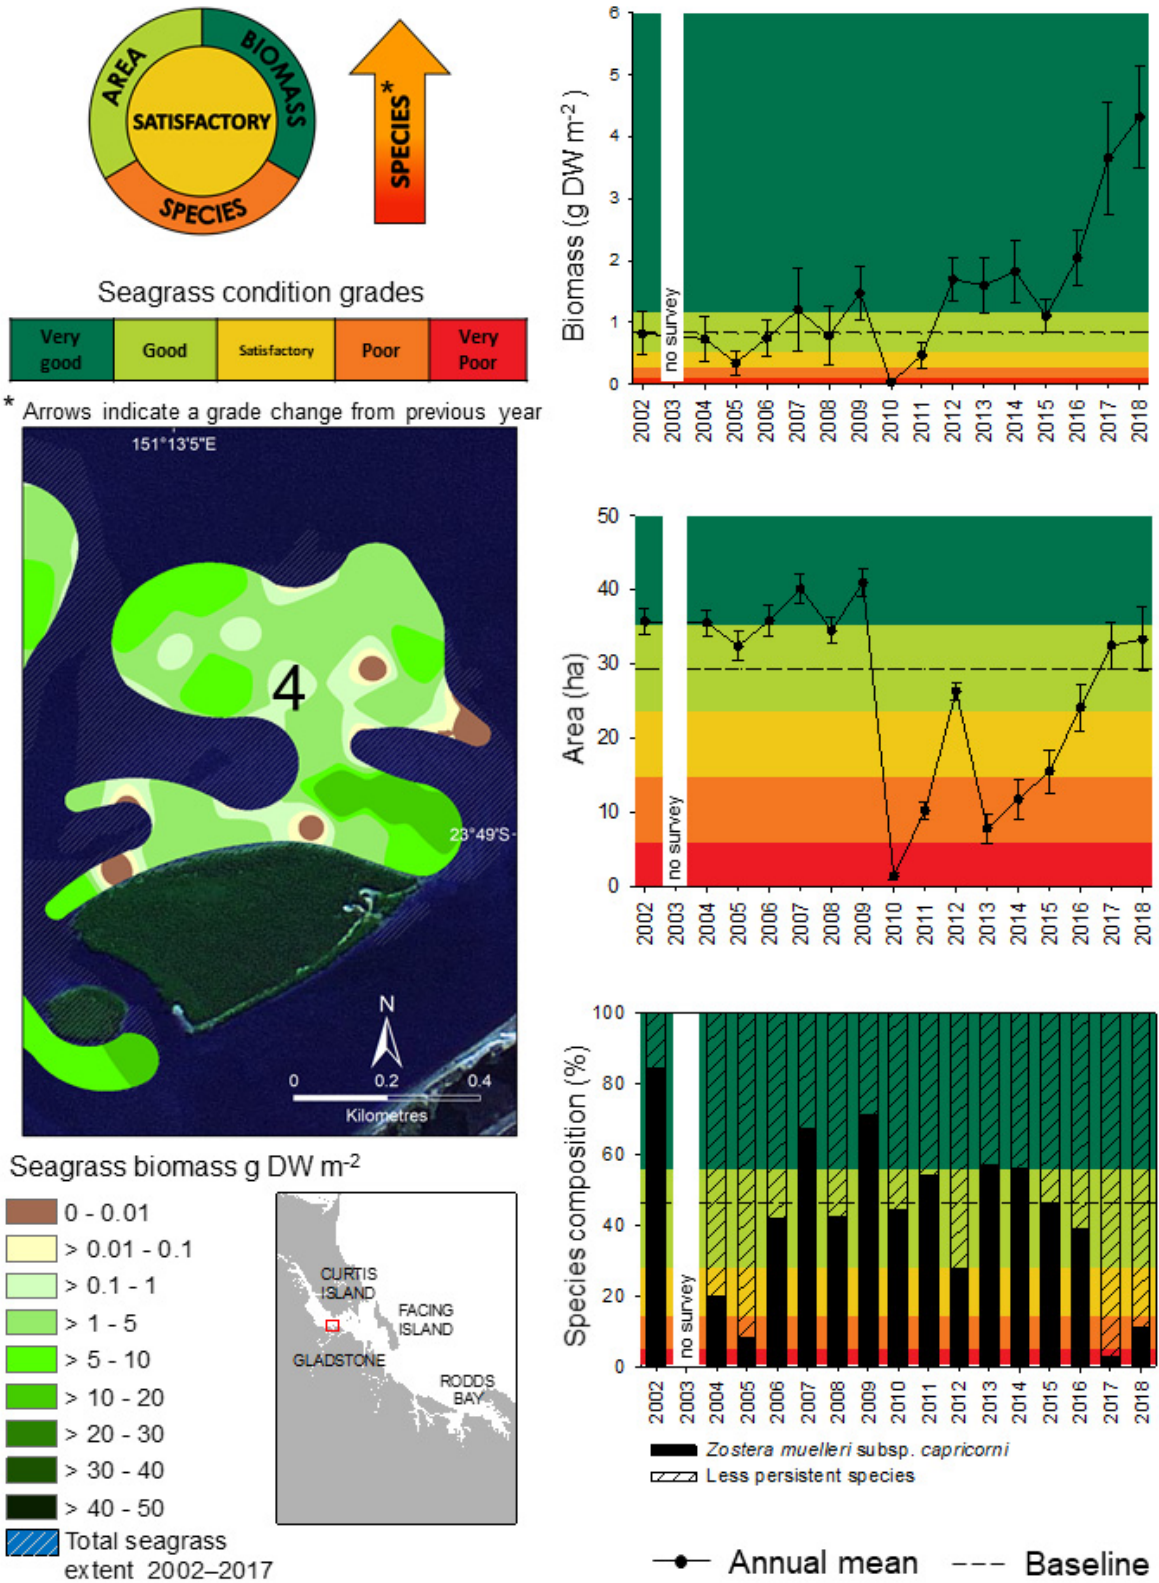 AREA
BIOMASS
SATISFACTORY
SPECIES
SPECIES*
Seagrass condition grades
Very good
Good
Satisfactory
Poor
Very Poor
* Arrows indicate a grade change from previous year
151°13'5"E
4
23°49'S
N
0 0.2 0.4
Kilometres
Seagrass biomass g DW m-2
0 - 0.01
> 0.01 - 0.1
> 0.1 - 1
> 1 - 5
> 5 - 10
> 10 - 20
> 20 - 30
> 30 - 40
> 40 - 50
Total seagrass
extent 2002–2017
CURTIS
ISLAND
FACING
ISLAND
GLADSTONE
RODDS
BAY
Biomass (g DW m-2 )
6
5
4
3
2
1
0
no survey
2002 2003 2004 2005 2006 2007 2008 2009 2010 2011 2012 2013 2014 2015 2016 2017 2018
Area (ha)
50
40
30
20
10
0
no survey
2002 2003 2004 2005 2006 2007 2008 2009 2010 2011 2012 2013 2014 2015 2016 2017 2018
Species composition (%)
100
80
60
40
20
0
no survey
2002 2003 2004 2005 2006 2007 2008 2009 2010 2011 2012 2013 2014 2015 2016 2017 2018
Zostera muelleri subsp. capricorni
Less persistent species
Annual mean
Baseline